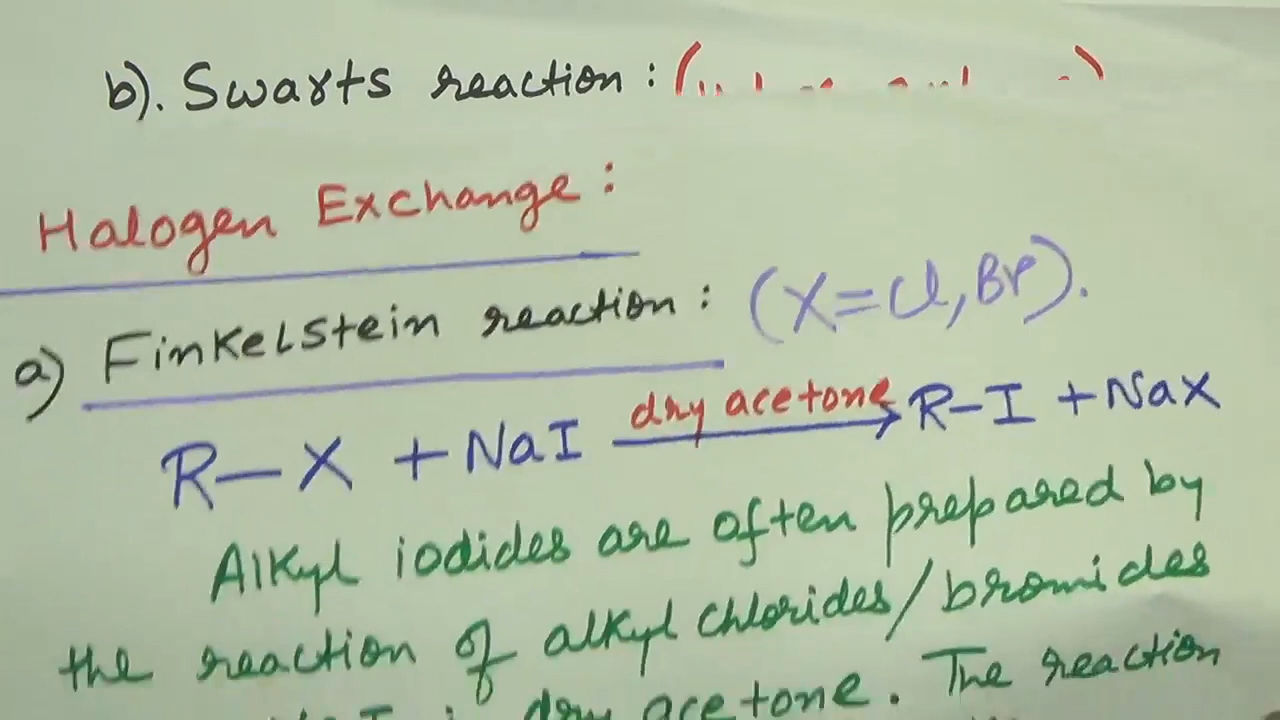 b). Swarts reaction : (
Halogen Exchange :
a) Finkelstein reaction : (X=Cl, Br).
R-X + NaI dry acetone R-I + NaX
Alkyl iodides are often prepared by
the reaction of alkyl chlorides/bromides
dry acetone. The reaction